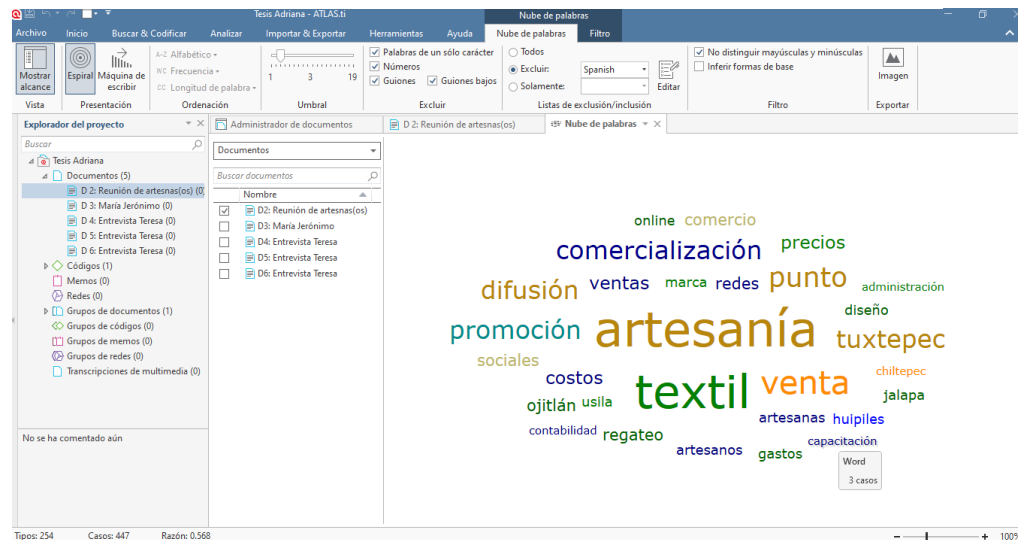 Tesis Adriana - ATLAS.ti
Nube de palabras
Archivo Inicio Buscar & Codificar Analizar Importar & Exportar Herramientas Ayuda Nube de palabras Filtro
Mostrar alcance
Vista
Espiral
Máquina de escribir
Presentación
A-Z Alfabético
WC Frecuencia
CC Longitud de palabra
Ordenación
1 3 19
Umbral
Palabras de un sólo carácter
Números
Guiones Guiones bajos
Excluir
Todos
Excluir: Spanish
Solamente:
Editar
Listas de exclusión/inclusión
No distinguir mayúsculas y minúsculas
Inferir formas de base
Filtro
Imagen
Exportar
Explorador del proyecto
Administrador de documentos
D 2: Reunión de artesnas(os)
Nube de palabras
Buscar
Tesis Adriana
Documentos (5)
D 2: Reunión de artesnas(os) (0)
D 3: María Jerónimo (0)
D 4: Entrevista Teresa (0)
D 5: Entrevista Teresa (0)
D 6: Entrevista Teresa (0)
Códigos (1)
Memos (0)
Redes (0)
Grupos de documentos (1)
Grupos de códigos (0)
Grupos de memos (0)
Grupos de redes (0)
Transcripciones de multimedia (0)
No se ha comentado aún
Documentos
Buscar documentos
Nombre
D2: Reunión de artesnas(os)
D3: María Jerónimo
D4: Entrevista Teresa
D5: Entrevista Teresa
D6: Entrevista Teresa
online comercio
comercialización precios
difusión ventas marca redes punto administración
diseño
promoción artesanía tuxtepec
sociales
costos textil venta chiltepec
ojitlán usila jalapa
artesanas huipiles
contabilidad regateo capacitación
artesanos gastos
Word
3 casos
Tipos: 254 Casos: 447 Razón: 0.568
100%